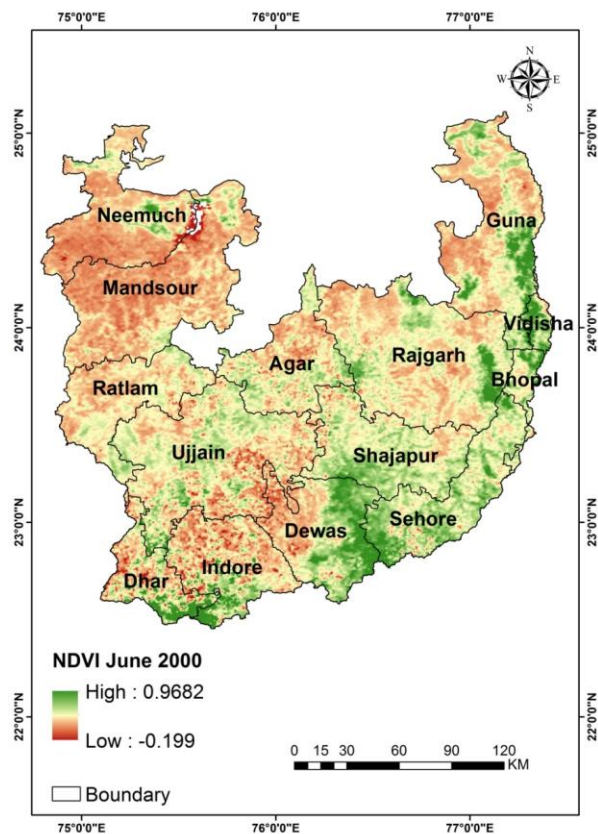 75°0'0"E 76°0'0"E 77°0'0"E
N
W E
S
25°0'0"N 25°0'0"N
Neemuch
Guna
Mandsour
24°0'0"N 24°0'0"N
Vidisha
Agar
Rajgarh
Bhopal
Ratlam
Ujjain
Shajapur
23°0'0"N 23°0'0"N
Dewas
Sehore
Dhar
Indore
NDVI June 2000
High : 0.9682
Low : -0.199
22°0'0"N 22°0'0"N
0 15 30 60 90 120
KM
Boundary
75°0'0"E 76°0'0"E 77°0'0"E